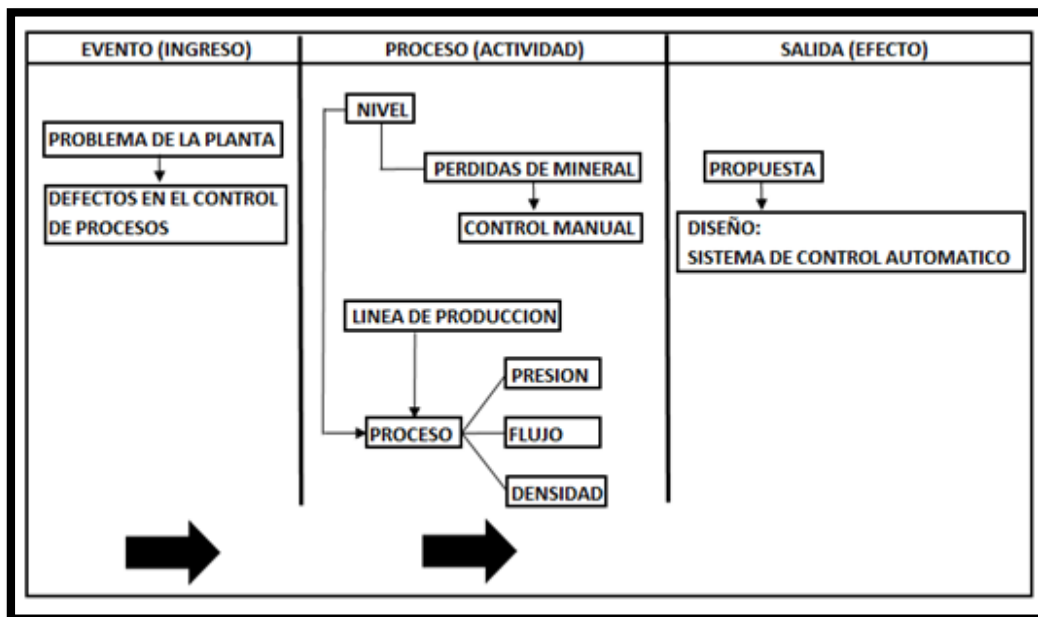 EVENTO (INGRESO)
PROCESO (ACTIVIDAD)
SALIDA (EFECTO)
PROBLEMA DE LA PLANTA
DEFECTOS EN EL CONTROL
DE PROCESOS
NIVEL
PERDIDAS DE MINERAL
CONTROL MANUAL
LINEA DE PRODUCCION
PROCESO
PRESION
FLUJO
DENSIDAD
PROPUESTA
DISEÑO:
SISTEMA DE CONTROL AUTOMATICO